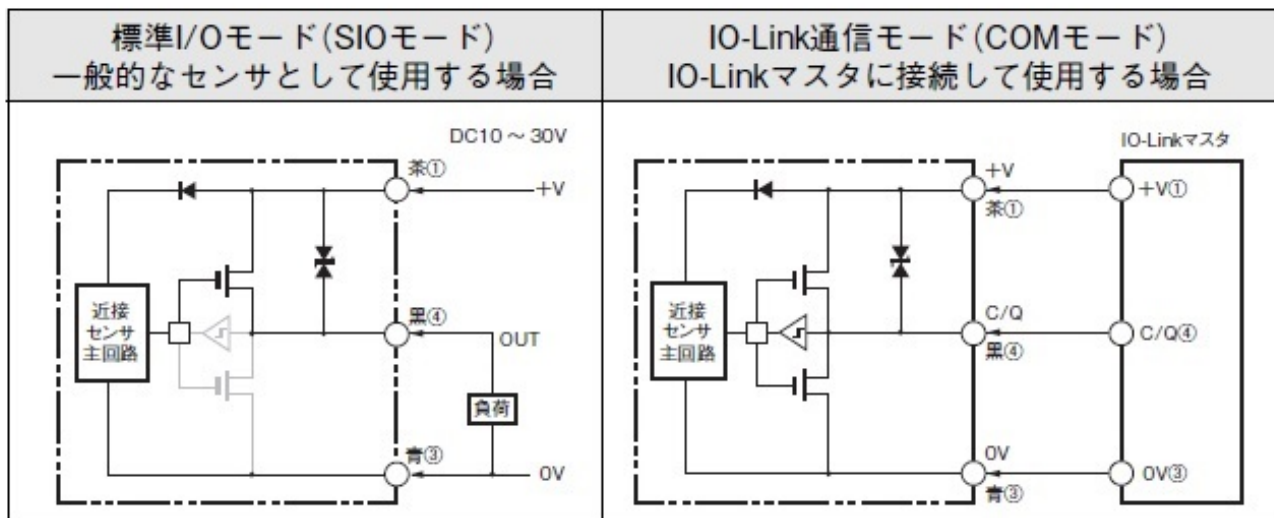 標準I/Oモード(SIOモード)
一般的なセンサとして使用する場合
IO-Link通信モード(COMモード)
IO-Linkマスタに接続して使用する場合
DC10～30V
茶①
+V
近接
センサ
主回路
黒④
OUT
負荷
青③
0V
IO-Linkマスタ
+V
茶①
+V①
近接
センサ
主回路
C/Q
黒④
C/Q④
0V
青③
0V③